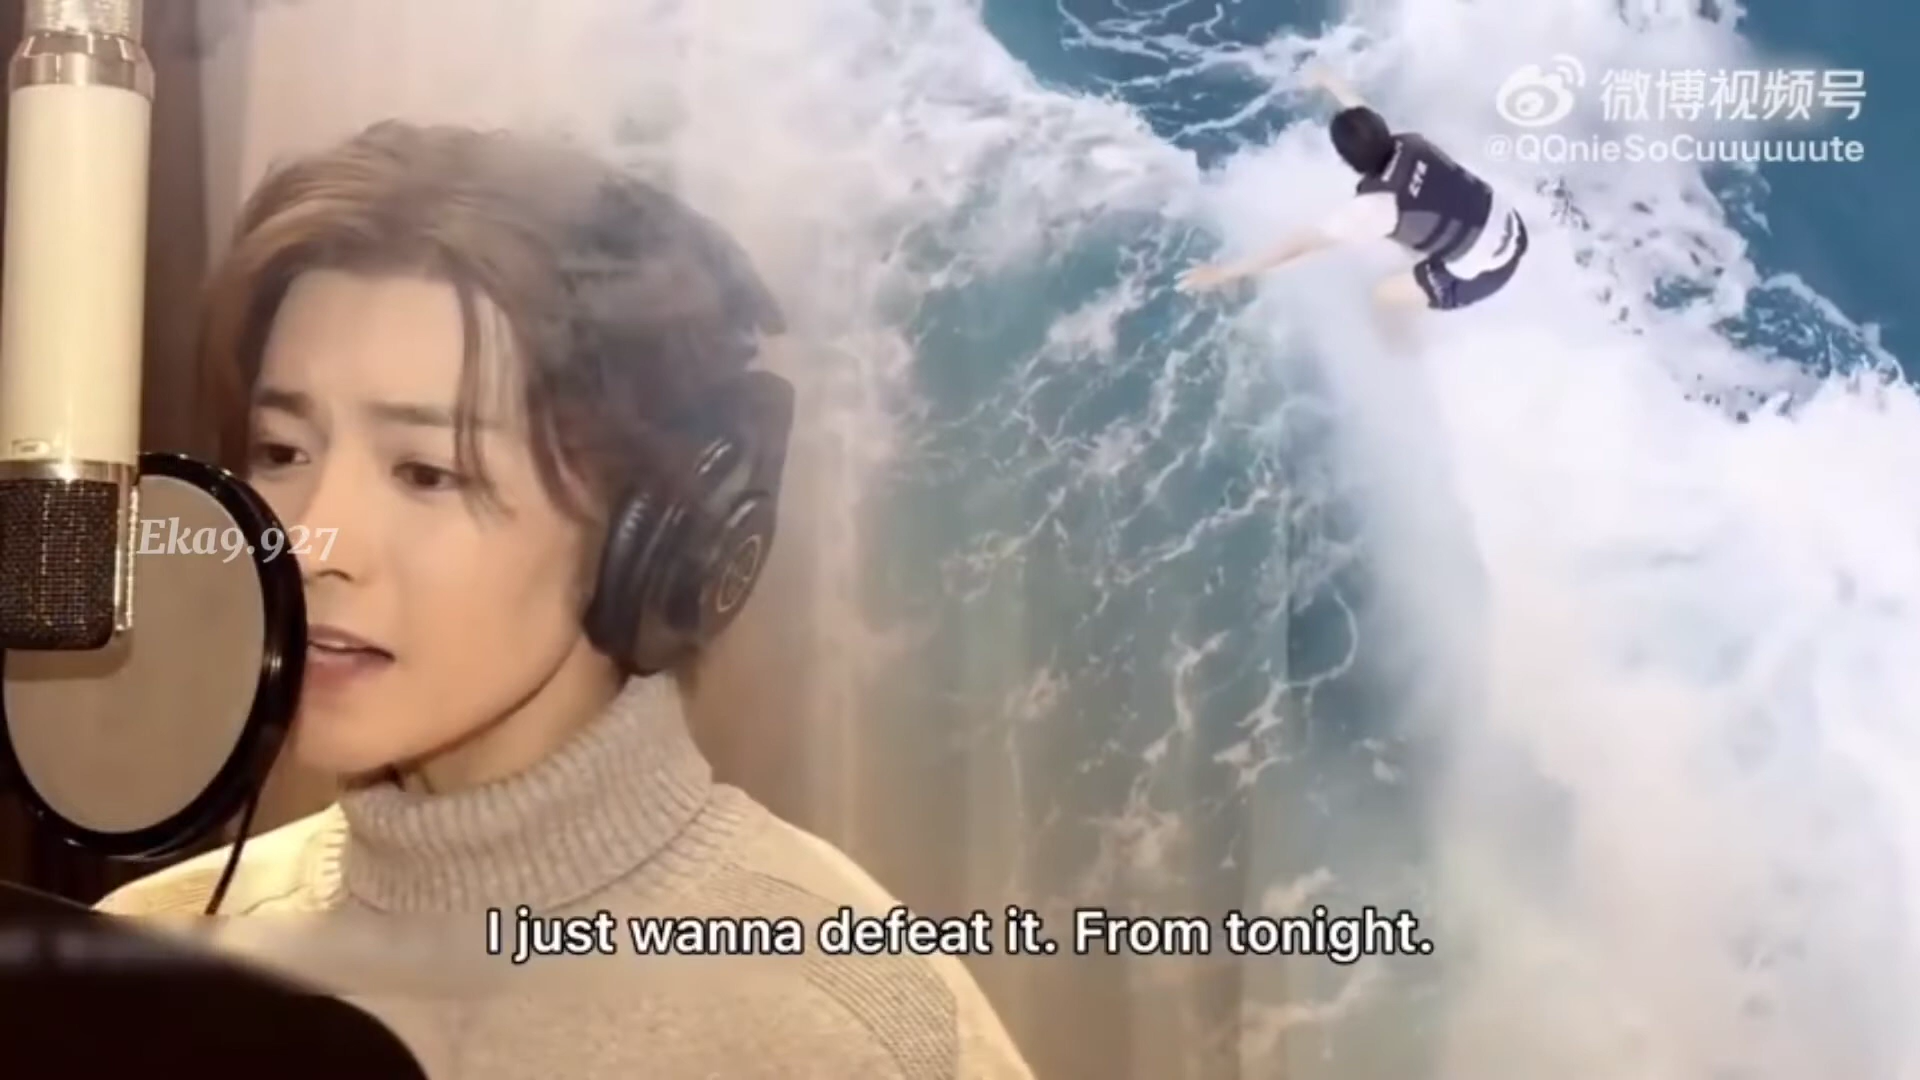 微博视频号
@QQnieSoCuuuuuute
Eka9.927
I just wanna defeat it. From tonight.